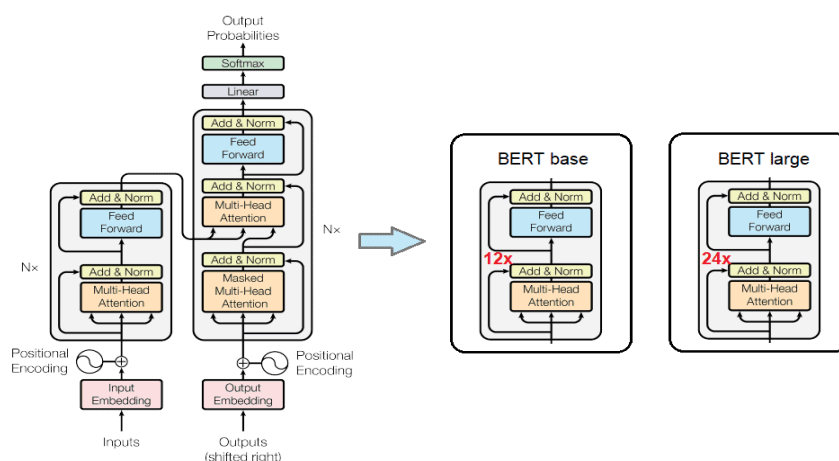 Output
Probabilities
Softmax
Linear
Add & Norm
Feed
Forward
Add & Norm
Multi-Head
Attention
Nx
Add & Norm
Masked
Multi-Head
Attention
Positional
Encoding
Output
Embedding
Outputs
(shifted right)
Add & Norm
Feed
Forward
Nx
Add & Norm
Multi-Head
Attention
Positional
Encoding
Input
Embedding
Inputs
BERT base
Add & Norm
Feed
Forward
12x
Add & Norm
Multi-Head
Attention
BERT large
Add & Norm
Feed
Forward
24x
Add & Norm
Multi-Head
Attention